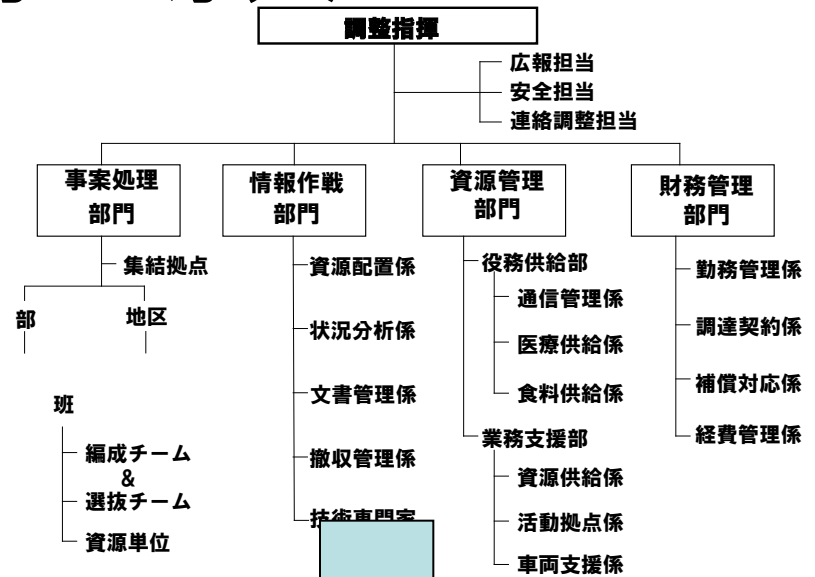 調整指揮
広報担当
安全担当
連絡調整担当
事案処理
部門
情報作戦
部門
資源管理
部門
財務管理
部門
集結拠点
部
地区
班
編成チーム
&
選抜チーム
資源単位
資源配置係
状況分析係
文書管理係
撤収管理係
技術専門家
役務供給部
通信管理係
医療供給係
食料供給係
業務支援部
資源供給係
活動拠点係
車両支援係
勤務管理係
調達契約係
補償対応係
経費管理係